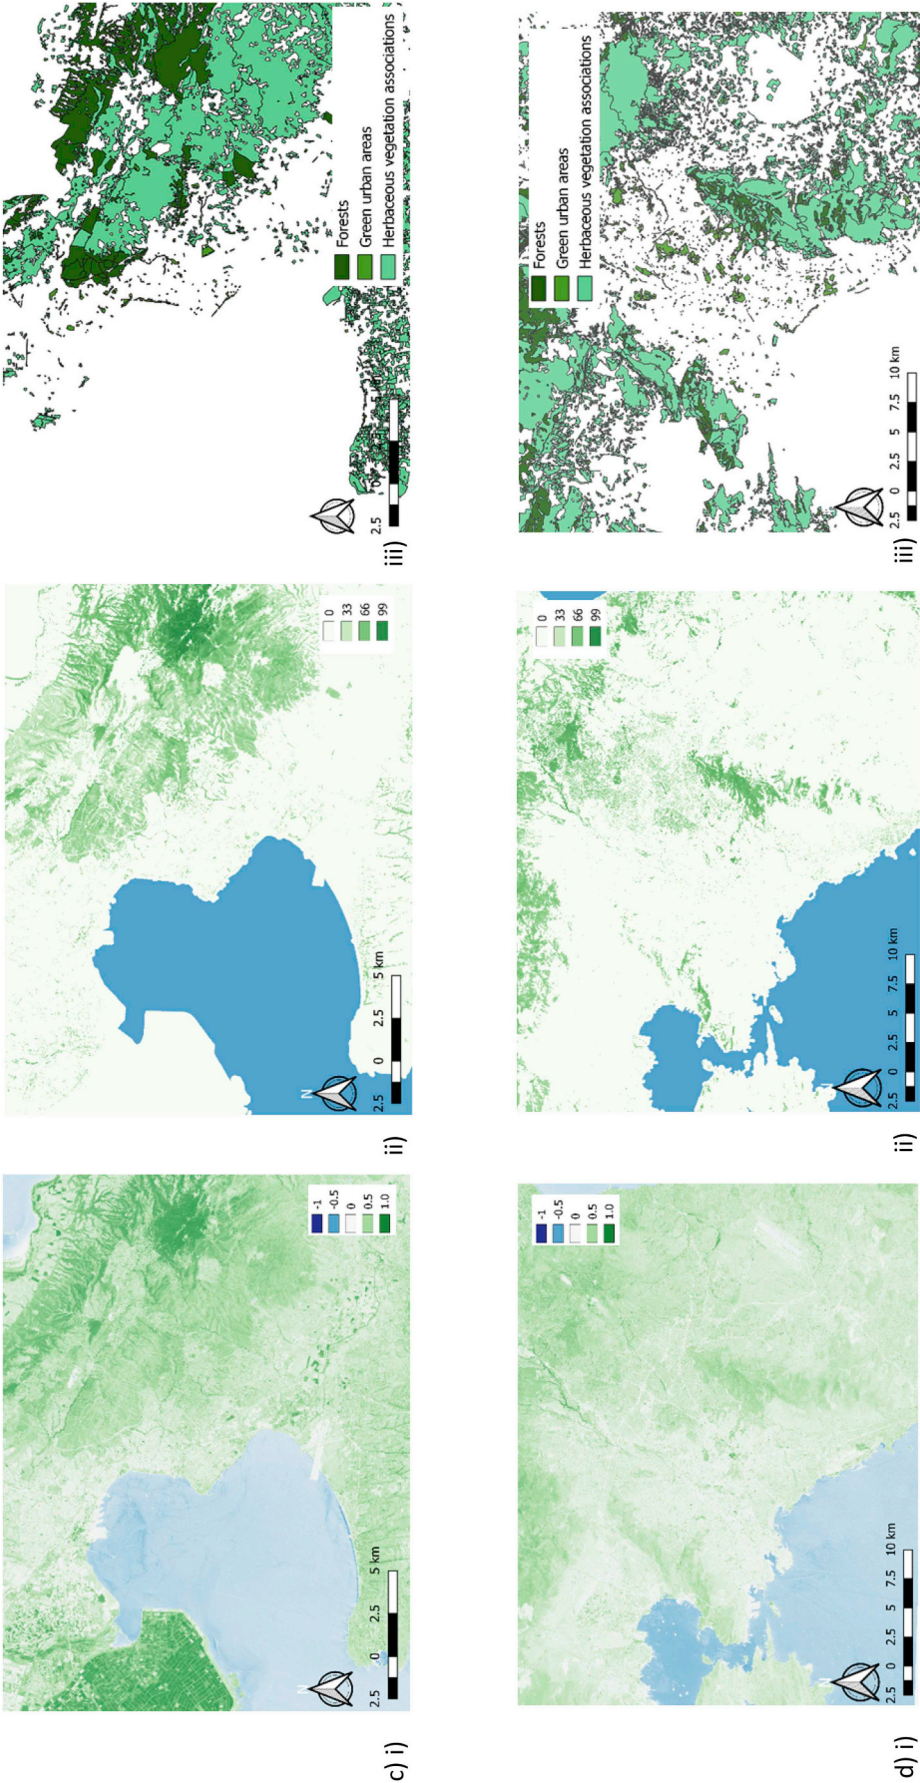 N
-1
-0.5
0
0.5
1.0
2.5 0 2.5 5 km
c) i)
N
0
33
66
99
2.5 0 2.5 5 km
ii)
Forests
Green urban areas
Herbaceous vegetation associations
2.5
iii)
-1
-0.5
0
0.5
1.0
2.5 0 2.5 5 7.5 10 km
d) i)
0
33
66
99
2.5 0 2.5 5 7.5 10 km
ii)
Forests
Green urban areas
Herbaceous vegetation associations
2.5 0 2.5 5 7.5 10 km
iii)